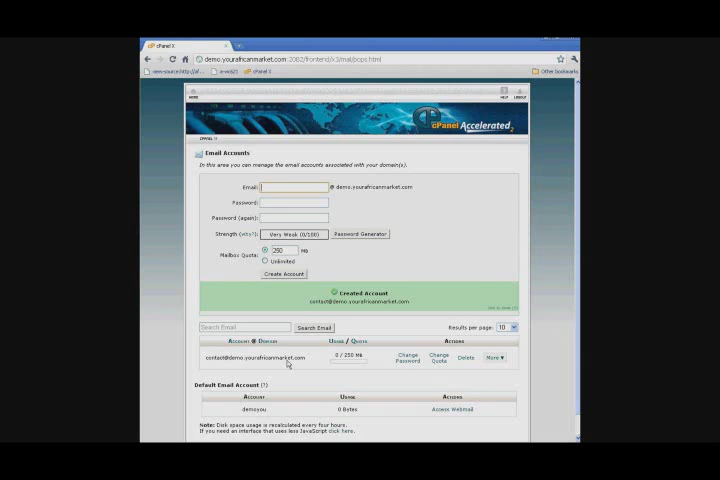 cPanel X
demo.yourafricanmarket.com:2082/frontend/x3/mail/pops.html
cPanel X
Other bookmarks
HOME
HELP
LOGOUT
cPanel Accelerated2
Email Accounts
In this area you can manage the email accounts associated with your domain(s).
Email:
@ demo.yourafricanmarket.com
Password:
Password (again):
Strength (why?):
Very Weak (0/100)
Password Generator
Mailbox Quota:
250
MB
Unlimited
Create Account
Created Account
contact@demo.yourafricanmarket.com
Search Email
Search Email
Results per page:
10
Account @ Domain
Usage / Quota
Actions
contact@demo.yourafricanmarket.com
0 / 250 MB
Change Password
Change Quota
Delete
More ▼
Default Email Account (?)
Account
Usage
Actions
demoyou
0 Bytes
Access Webmail
Note: Disk space usage is recalculated every four hours.
If you need an interface that uses less JavaScript click here.